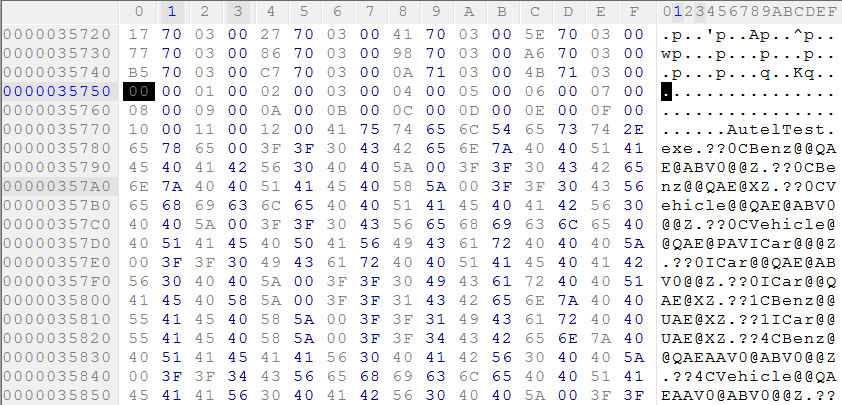 0 1 2 3 4 5 6 7 8 9 A B C D E F 0123456789ABCDEF
0000035720 17 70 03 00 27 70 03 00 41 70 03 00 5E 70 03 00 .p..'p..Ap..^p..
0000035730 77 70 03 00 86 70 03 00 98 70 03 00 A6 70 03 00 wp...p...p...p..
0000035740 B5 70 03 00 C7 70 03 00 0A 71 03 00 4B 71 03 00 .p...p...q..Kq..
0000035750 00 00 01 00 02 00 03 00 04 00 05 00 06 00 07 00 ................
0000035760 08 00 09 00 0A 00 0B 00 0C 00 0D 00 0E 00 0F 00 ................
0000035770 10 00 11 00 12 00 41 75 74 65 6C 54 65 73 74 2E ......AutelTest.
0000035780 65 78 65 00 3F 3F 30 43 42 65 6E 7A 40 40 51 41 exe.??0CBenz@@QA
0000035790 45 40 41 42 56 30 40 40 5A 00 3F 3F 30 43 42 65 E@ABV0@@Z.??0CBe
00000357A0 6E 7A 40 40 51 41 45 40 58 5A 00 3F 3F 30 43 56 nz@@QAE@XZ.??0CV
00000357B0 65 68 69 63 6C 65 40 40 51 41 45 40 41 42 56 30 ehicle@@QAE@ABV0
00000357C0 40 40 5A 00 3F 3F 30 43 56 65 68 69 63 6C 65 40 @@Z.??0CVehicle@
00000357D0 40 51 41 45 40 50 41 56 49 43 61 72 40 40 40 5A @QAE@PAVICar@@@Z
00000357E0 00 3F 3F 30 49 43 61 72 40 40 51 41 45 40 41 42 .??0ICar@@QAE@AB
00000357F0 56 30 40 40 5A 00 3F 3F 30 49 43 61 72 40 40 51 V0@@Z.??0ICar@@Q
0000035800 41 45 40 58 5A 00 3F 3F 31 43 42 65 6E 7A 40 40 AE@XZ.??1CBenz@@
0000035810 55 41 45 40 58 5A 00 3F 3F 31 49 43 61 72 40 40 UAE@XZ.??1ICar@@
0000035820 55 41 45 40 58 5A 00 3F 3F 34 43 42 65 6E 7A 40 UAE@XZ.??4CBenz@
0000035830 40 51 41 45 41 41 56 30 40 41 42 56 30 40 40 5A @QAEAAV0@ABV0@@Z
0000035840 00 3F 3F 34 43 56 65 68 69 63 6C 65 40 40 51 41 .??4CVehicle@@QA
0000035850 45 41 41 56 30 40 41 42 56 30 40 40 5A 00 3F 3F EAAV0@ABV0@@Z.??